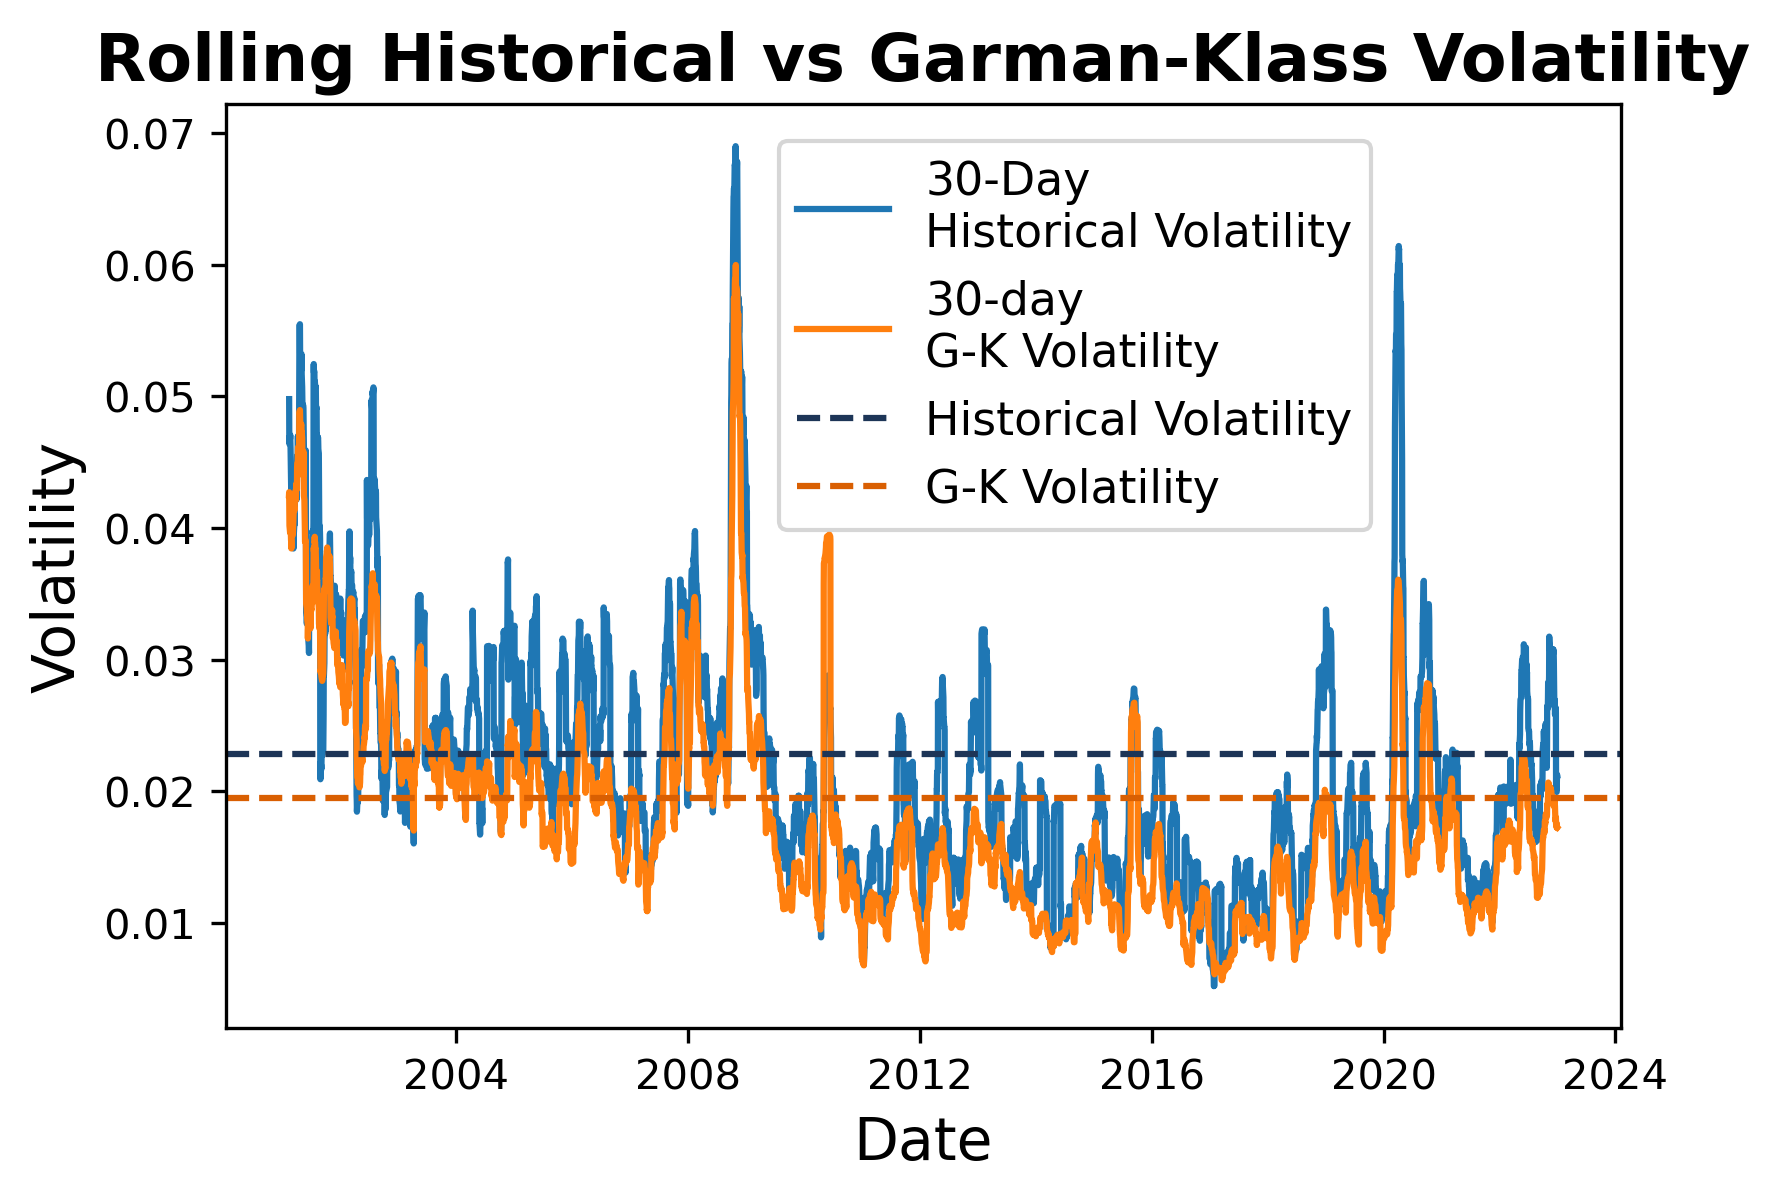 Rolling Historical vs Garman-Klass Volatility
0.07
0.06
0.05
0.04
0.03
0.02
0.01
Volatility
30-Day
Historical Volatility
30-day
G-K Volatility
Historical Volatility
G-K Volatility
2004 2008 2012 2016 2020 2024
Date